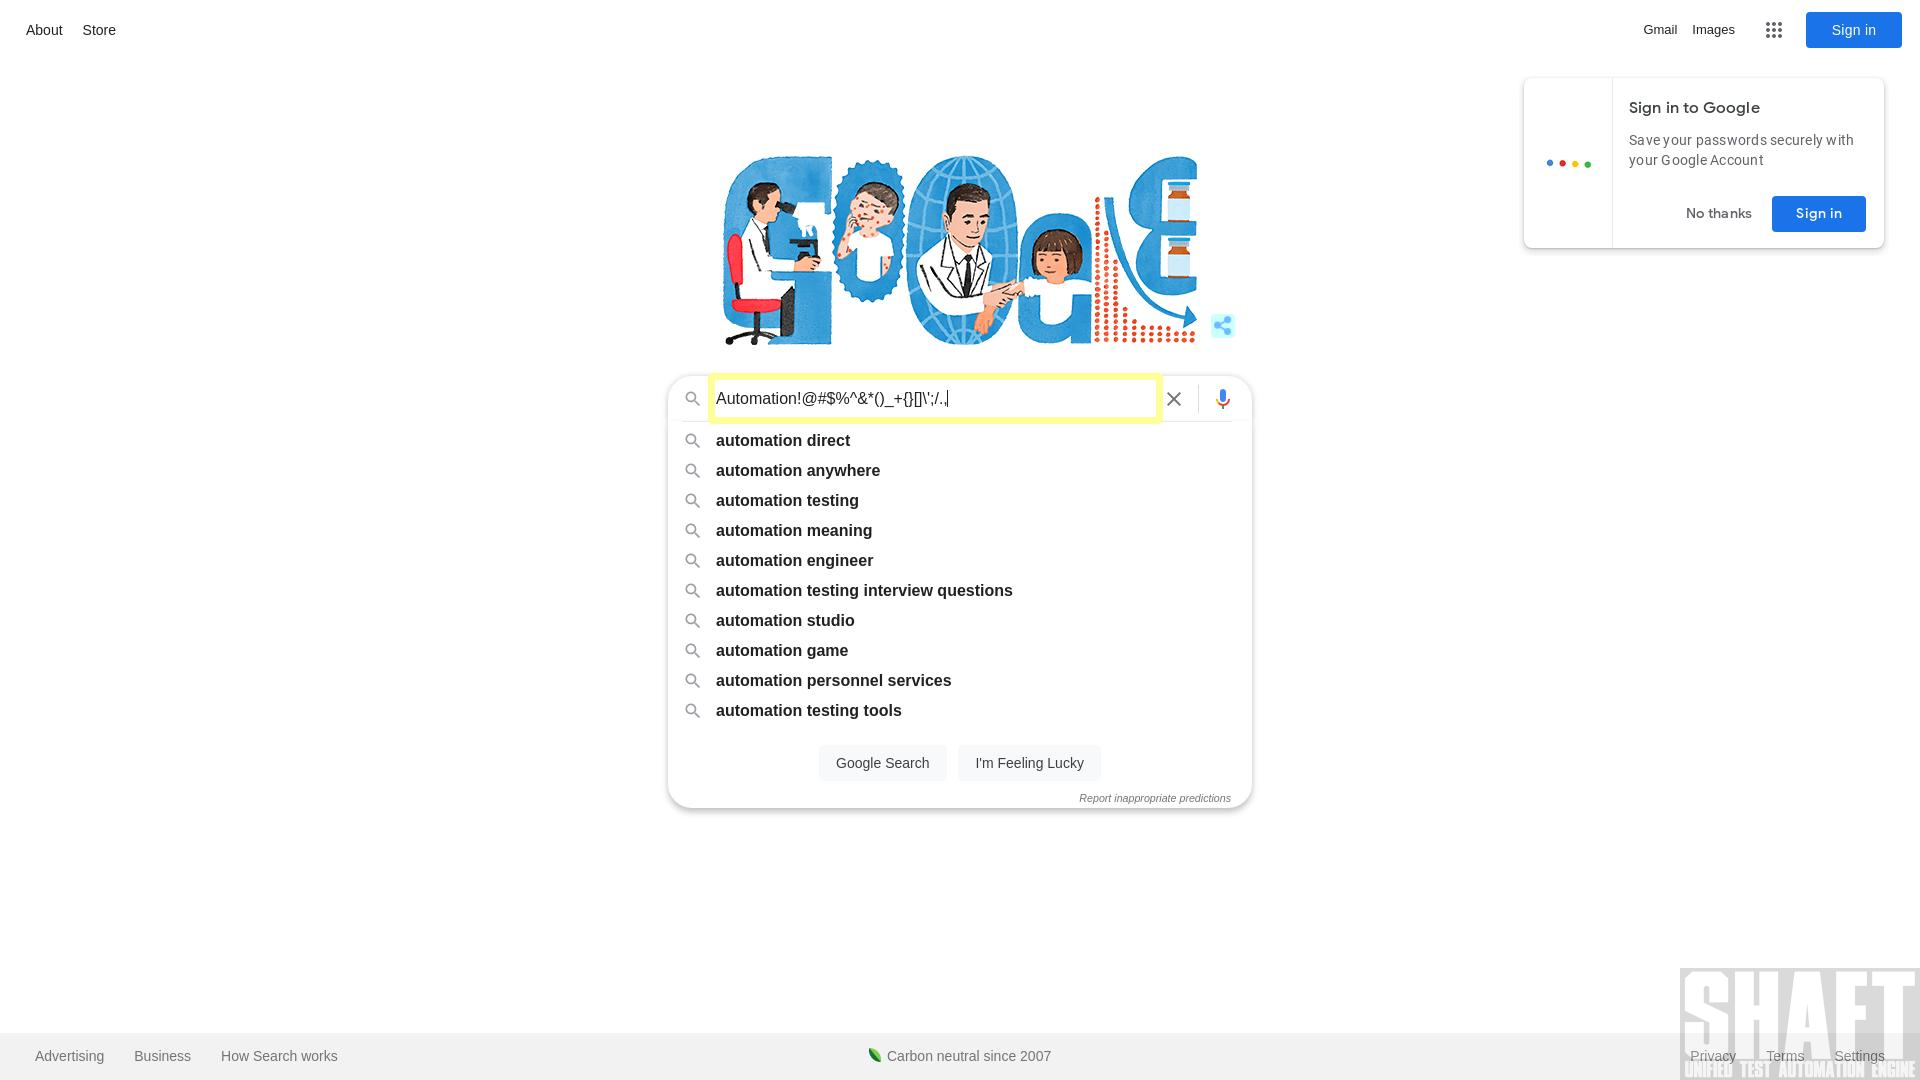 About Store
Gmail Images Sign in
Sign in to Google
Save your passwords securely with
your Google Account
No thanks Sign in
Google
Automation!@#$%^&*()_+{}[]\';/.,
automation direct
automation anywhere
automation testing
automation meaning
automation engineer
automation testing interview questions
automation studio
automation game
automation personnel services
automation testing tools
Google Search I'm Feeling Lucky
Report inappropriate predictions
SHAFT
UNIFIED TEST AUTOMATION ENGINE
Advertising Business How Search works Carbon neutral since 2007 Privacy Terms Settings